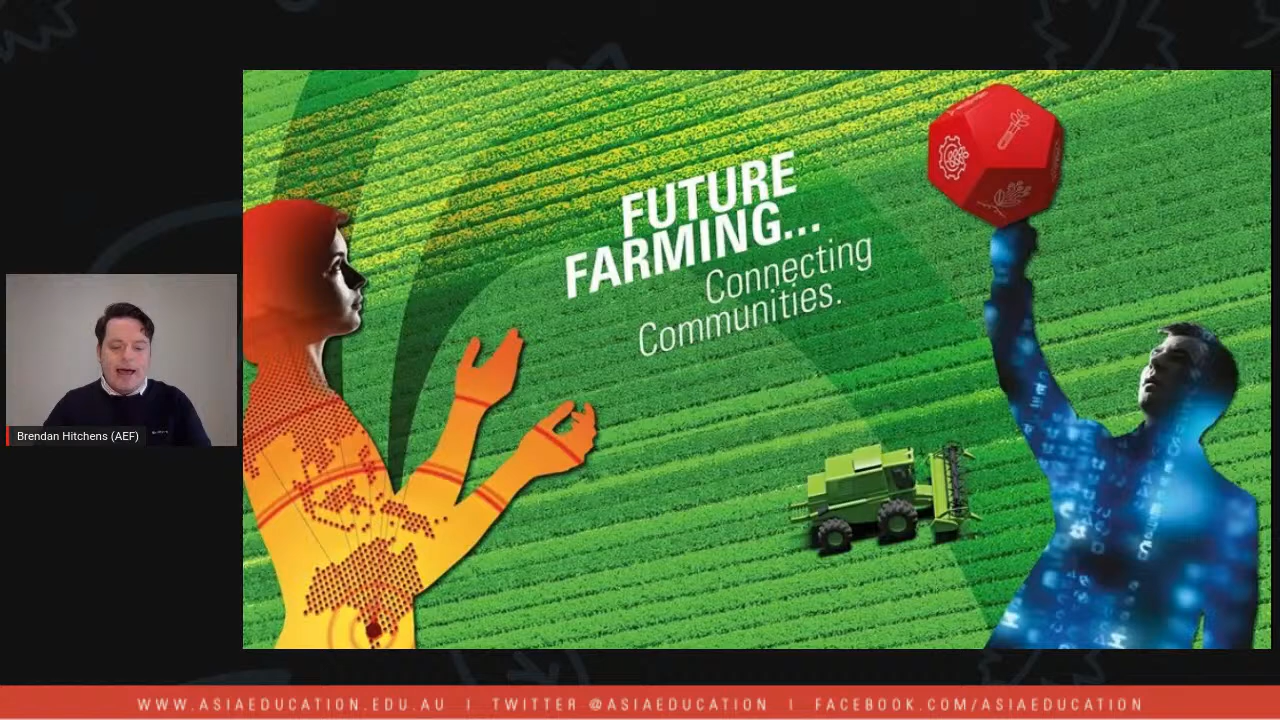 FUTURE
FARMING...
Connecting
Communities.
Brendan Hitchens (AEF)
WWW.ASIAEDUCATION.EDU.AU | TWITTER @ASIAEDUCATION | FACEBOOK.COM/ASIAEDUCATION